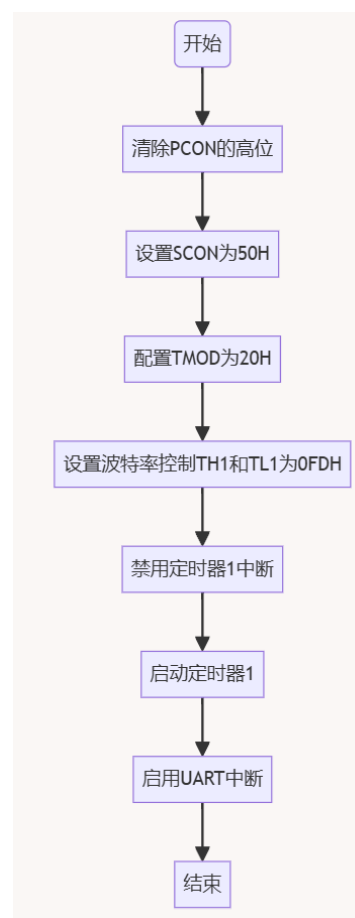 开始
清除PCON的高位
设置SCON为50H
配置TMOD为20H
设置波特率控制TH1和TL1为0FDH
禁用定时器1中断
启动定时器1
启用UART中断
结束